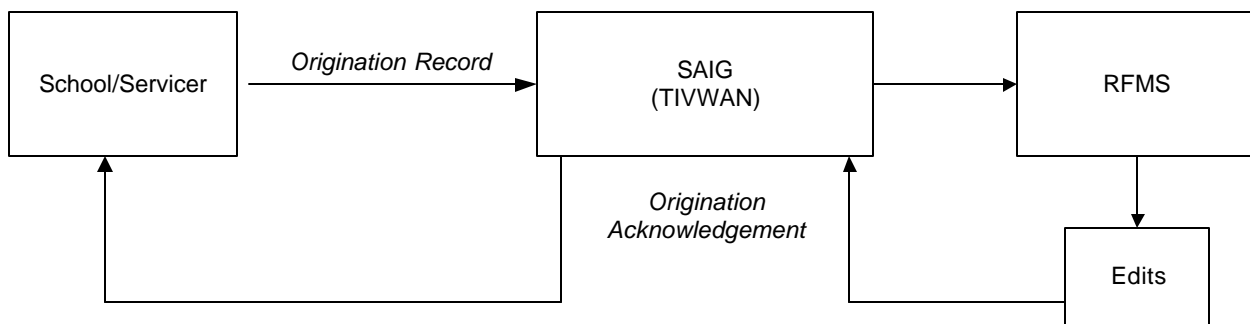 School/Servicer
Origination Record
SAIG
(TIVWAN)
RFMS
Origination
Acknowledgement
Edits